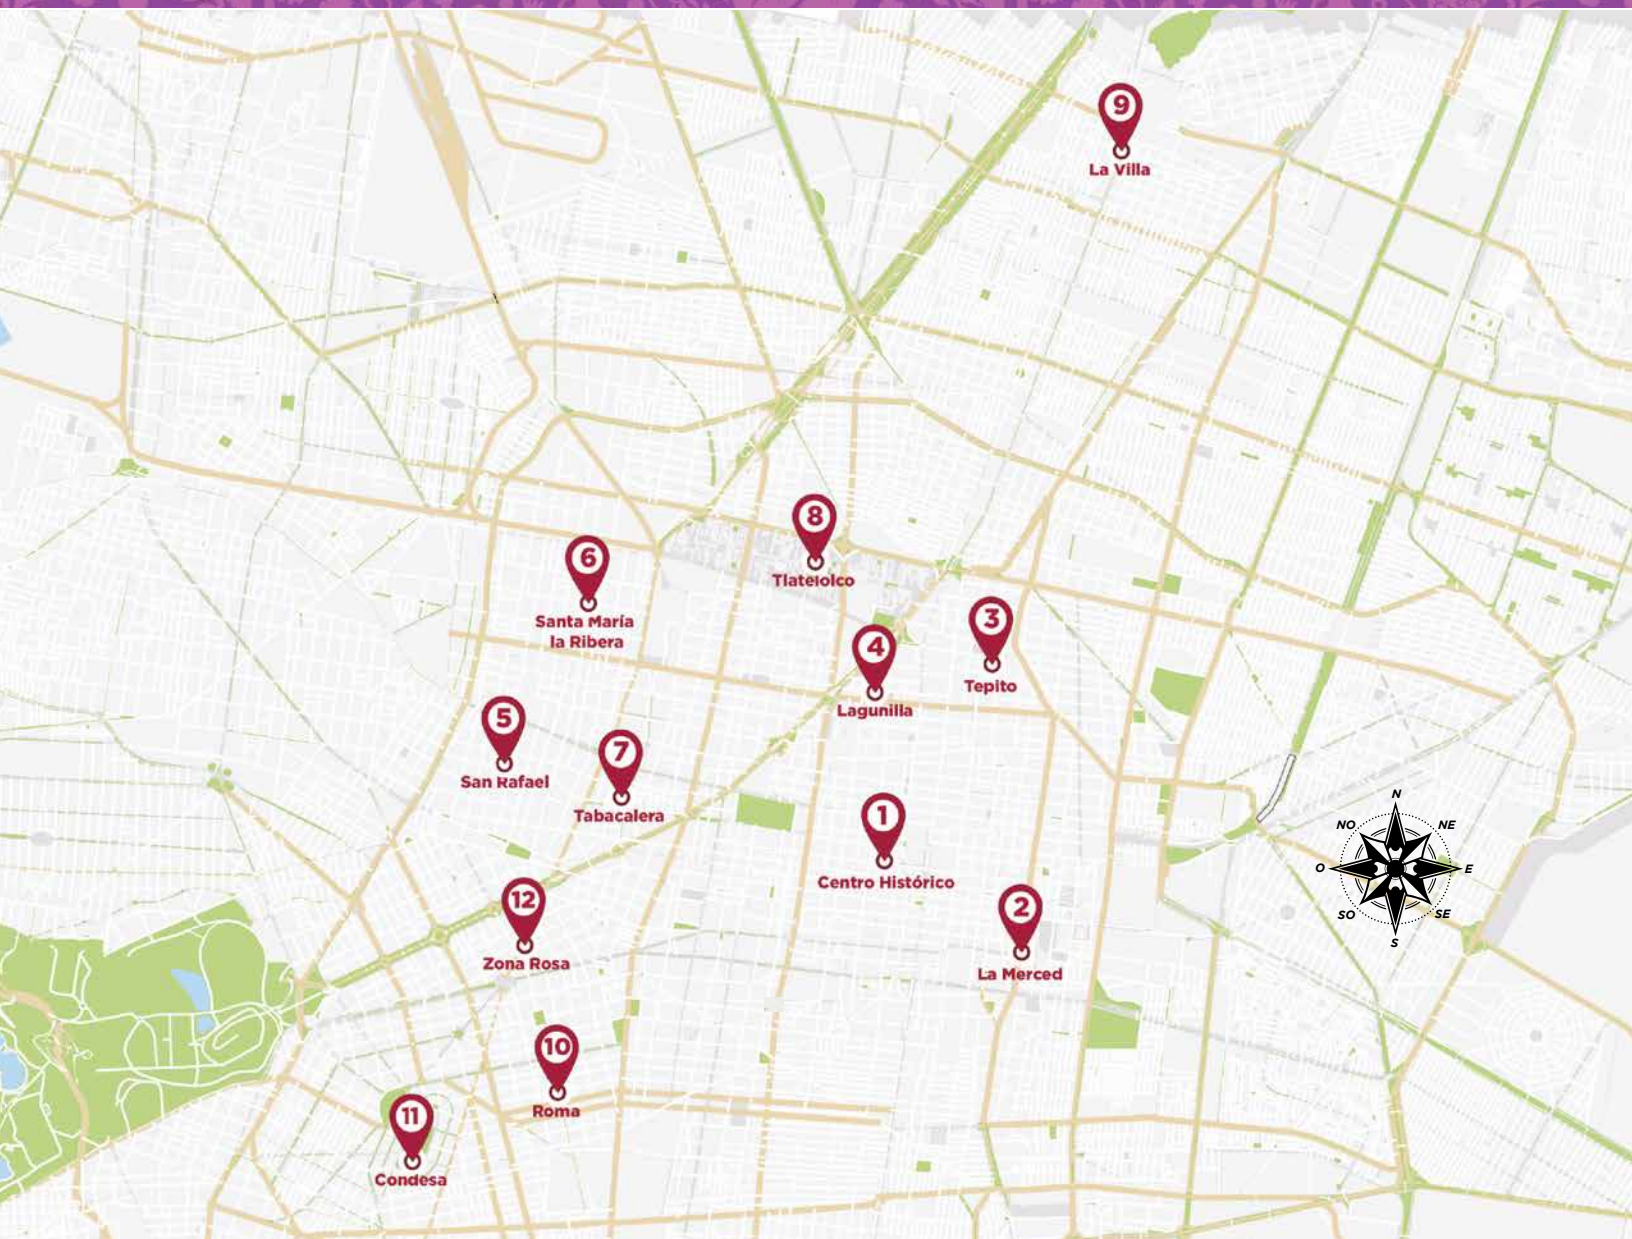 9
La Villa
8
Tlatelolco
6
Santa María
la Ribera
3
Tepito
4
Lagunilla
5
San Rafael
7
Tabacalera
1
Centro Histórico
N
NO
NE
O
E
SO
SE
S
12
Zona Rosa
2
La Merced
10
Roma
11
Condesa